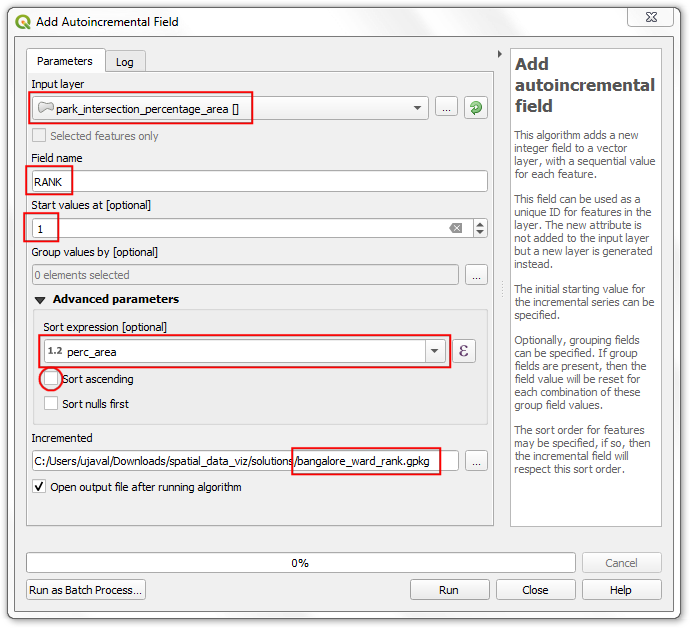 Add Autoincremental Field
Parameters
Log
Input layer
park_intersection_percentage_area []
...
Selected features only
Field name
RANK
Start values at [optional]
1
Group values by [optional]
0 elements selected
...
Advanced parameters
Sort expression [optional]
1.2 perc_area
ε
Sort ascending
Sort nulls first
Incremented
C:/Users/ujaval/Downloads/spatial_data_viz/solutions/bangalore_ward_rank.gpkg
...
Open output file after running algorithm
Add
autoincremental
field
This algorithm adds a new
integer field to a vector
layer, with a sequential value
for each feature.
This field can be used as a
unique ID for features in the
layer. The new attribute is
not added to the input layer
but a new layer is generated
instead.
The initial starting value for
the incremental series can be
specified.
Optionally, grouping fields
can be specified. If group
fields are present, then the
field value will be reset for
each combination of these
group field values.
The sort order for features
may be specified, if so, then
the incremental field will
respect this sort order.
0%
Cancel
Run as Batch Process...
Run
Close
Help